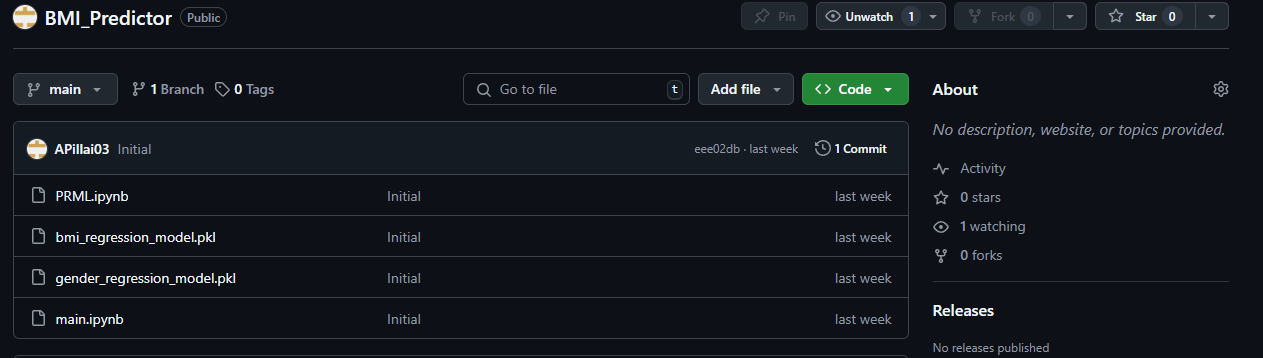 BMI_Predictor Public Pin Unwatch 1 Fork 0 Star 0
main 1 Branch 0 Tags Go to file t Add file Code
APillai03 Initial eee02db · last week 1 Commit
PRML.ipynb Initial last week
bmi_regression_model.pkl Initial last week
gender_regression_model.pkl Initial last week
main.ipynb Initial last week
About
No description, website, or topics provided.
Activity
0 stars
1 watching
0 forks
Releases
No releases published